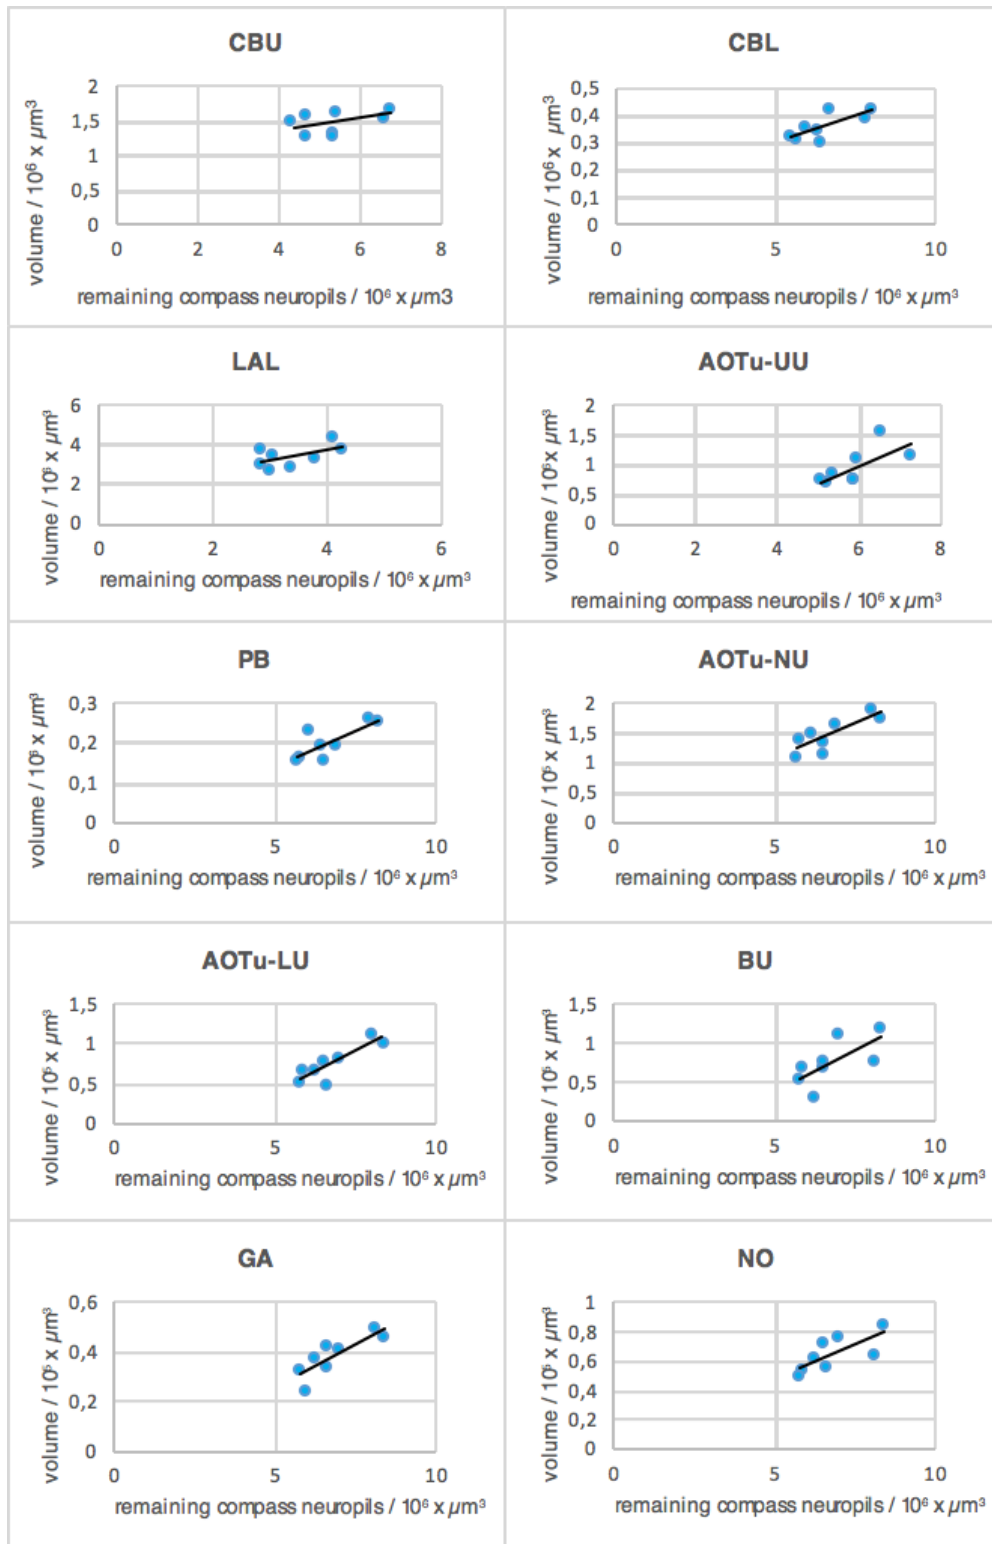 CBU
volume / 10⁶ x µm³
2
1,5
1
0,5
0
0 2 4 6 8
remaining compass neuropils / 10⁶ x µm3
CBL
volume / 10⁶ x µm³
0,5
0,4
0,3
0,2
0,1
0
0 5 10
remaining compass neuropils / 10⁶ x µm³
LAL
volume / 10⁶ x µm³
6
4
2
0
0 2 4 6
remaining compass neuropils / 10⁶ x µm³
AOTu-UU
volume / 10⁶ x µm³
2
1,5
1
0,5
0
0 2 4 6 8
remaining compass neuropils / 10⁶ x µm³
PB
volume / 10⁵ x µm³
0,3
0,2
0,1
0
0 5 10
remaining compass neuropils / 10⁶ x µm³
AOTu-NU
volume / 10⁵ x µm³
2
1,5
1
0,5
0
0 5 10
remaining compass neuropils / 10⁶ x µm³
AOTu-LU
volume / 10⁵ x µm³
1,5
1
0,5
0
0 5 10
remaining compass neuropils / 10⁶ x µm³
BU
volume / 10⁵ x µm³
1,5
1
0,5
0
0 5 10
remaining compass neuropils / 10⁶ x µm³
GA
volume / 10⁵ x µm³
0,6
0,4
0,2
0
0 5 10
remaining compass neuropils / 10⁶ x µm³
NO
volume / 10⁵ x µm³
1
0,8
0,6
0,4
0,2
0
0 5 10
remaining compass neuropils / 10⁶ x µm³